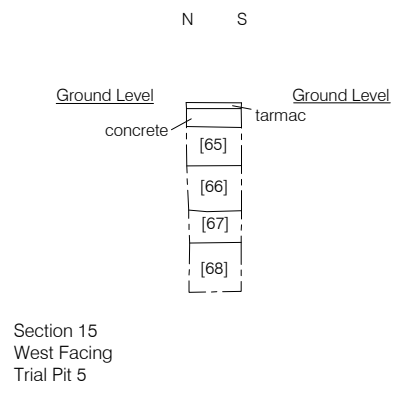 N S
Ground Level Ground Level
tarmac
concrete
[65]
[66]
[67]
[68]
Section 15
West Facing
Trial Pit 5